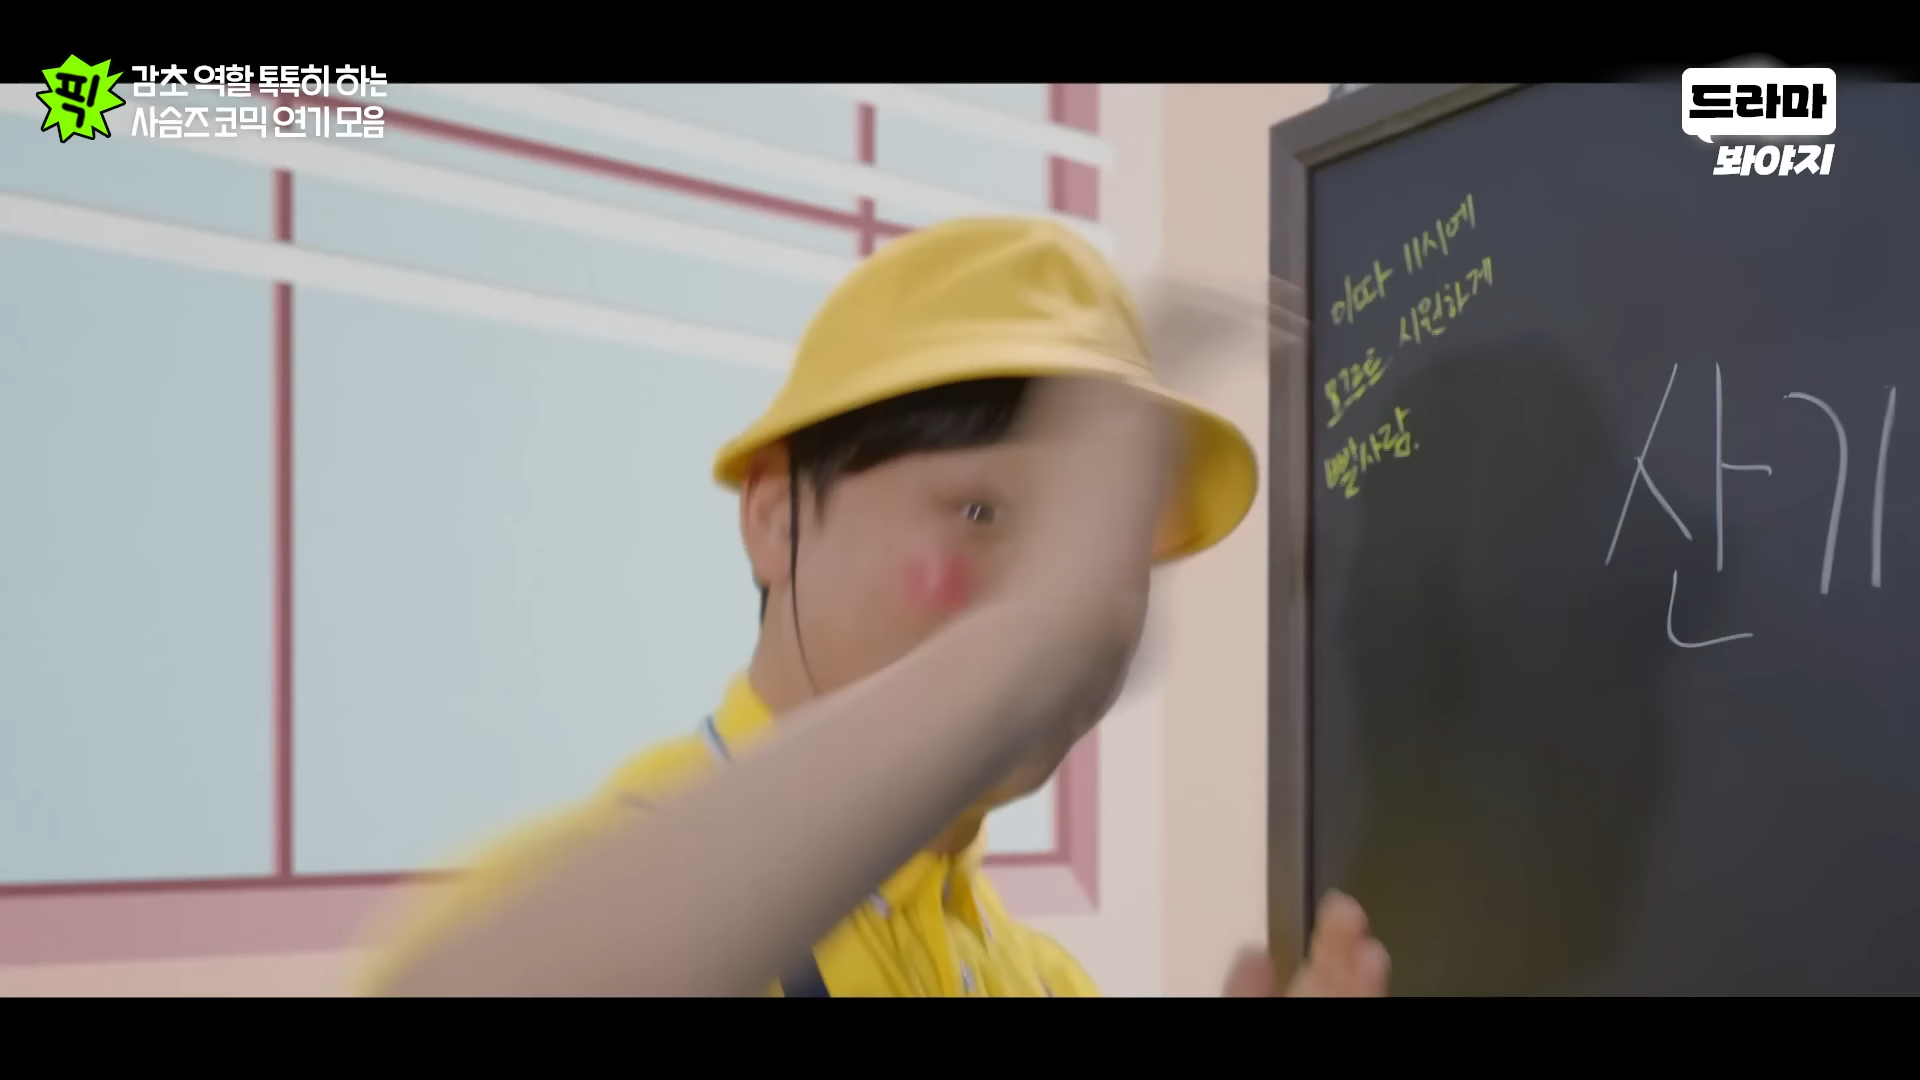 픽! 감초 역할 톡톡히 하는
사슴즈 코믹 연기 모음
드라마
봐야지
이따 11시에
요구르트 시원하게
빨사람.
산기